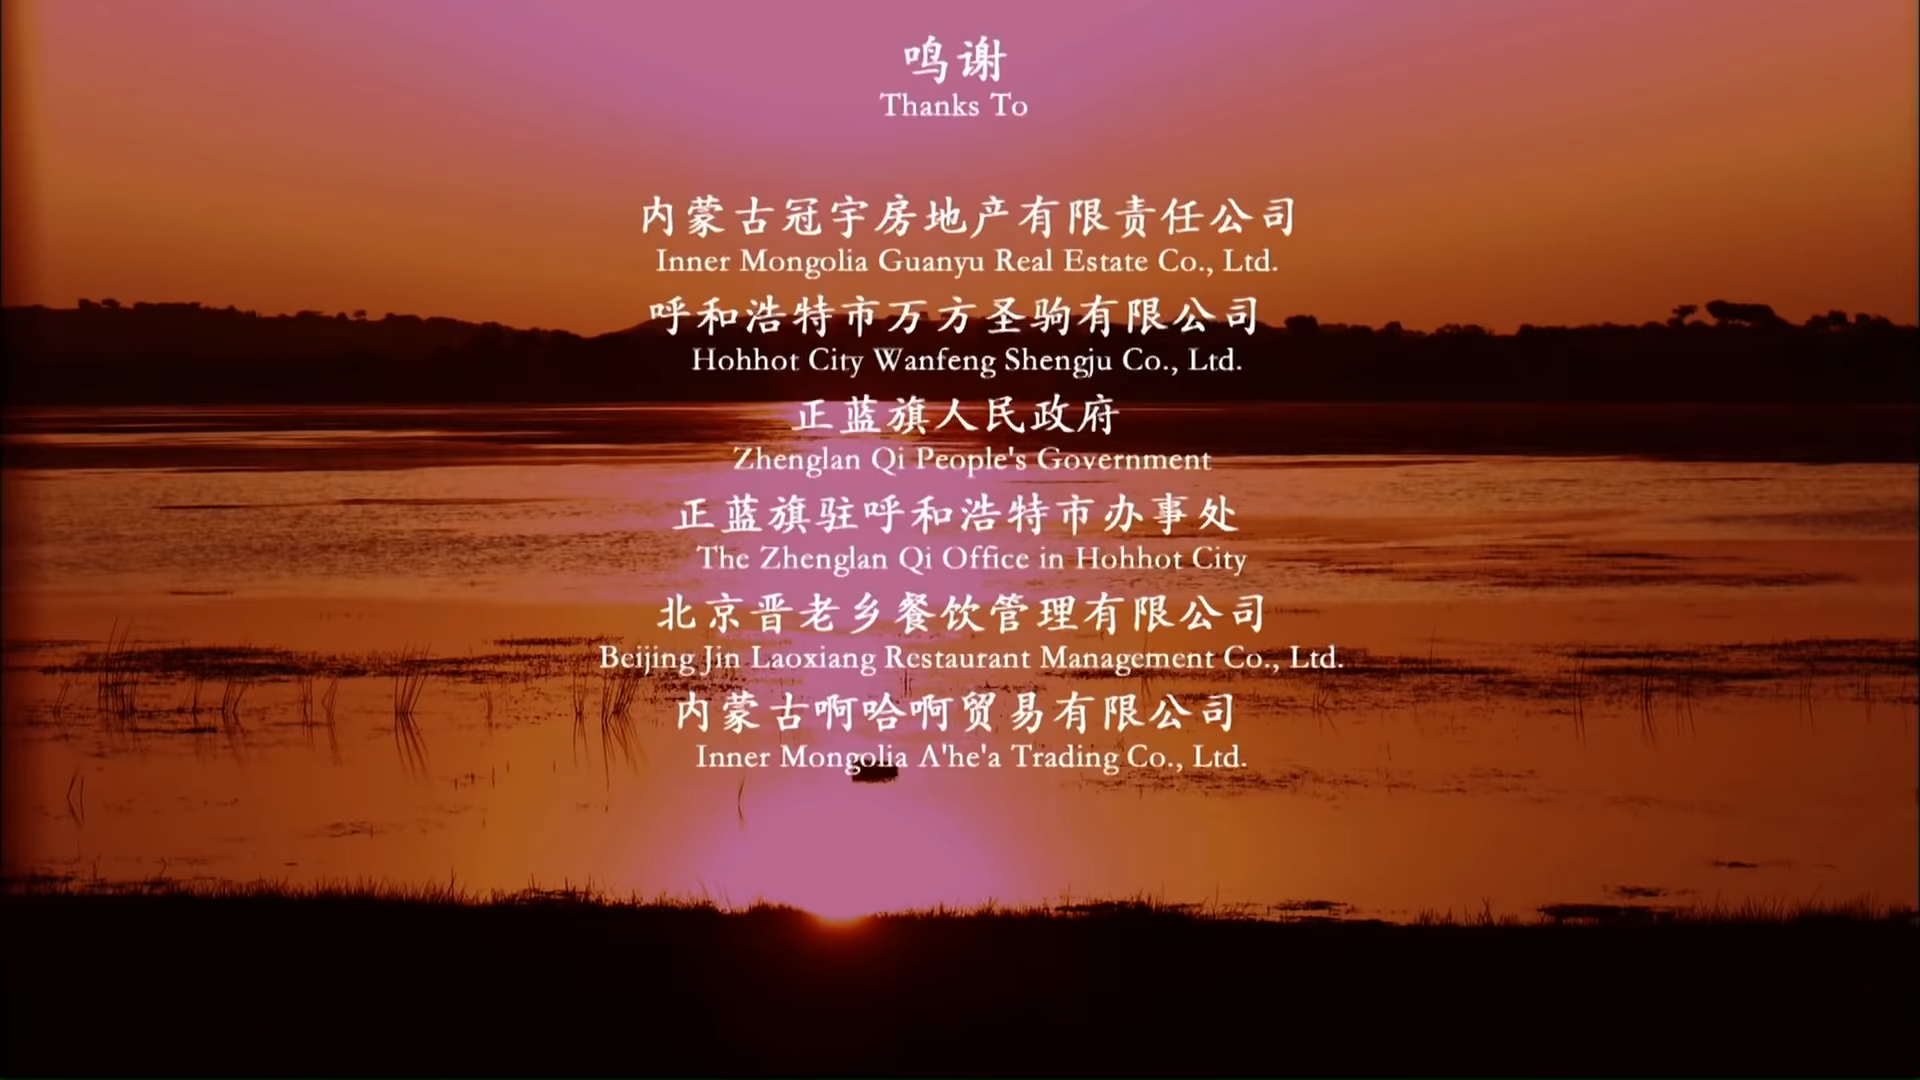 鸣谢
Thanks To
内蒙古冠宇房地产有限责任公司
Inner Mongolia Guanyu Real Estate Co., Ltd.
呼和浩特市万方圣驹有限公司
Hohhot City Wanfeng Shengju Co., Ltd.
正蓝旗人民政府
Zhenglan Qi People's Government
正蓝旗驻呼和浩特市办事处
The Zhenglan Qi Office in Hohhot City
北京晋老乡餐饮管理有限公司
Beijing Jin Laoxiang Restaurant Management Co., Ltd.
内蒙古啊哈啊贸易有限公司
Inner Mongolia A'he'a Trading Co., Ltd.